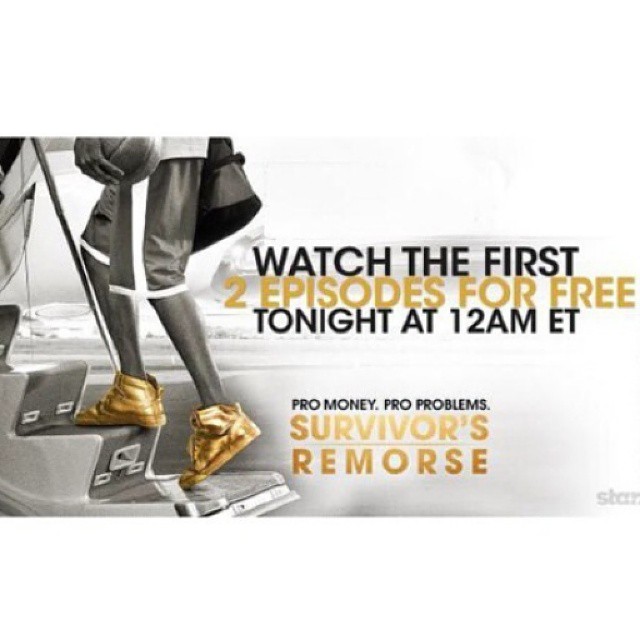 WATCH THE FIRST
2 EPISODES FOR FREE
TONIGHT AT 12AM ET
PRO MONEY. PRO PROBLEMS.
SURVIVOR'S
REMORSE